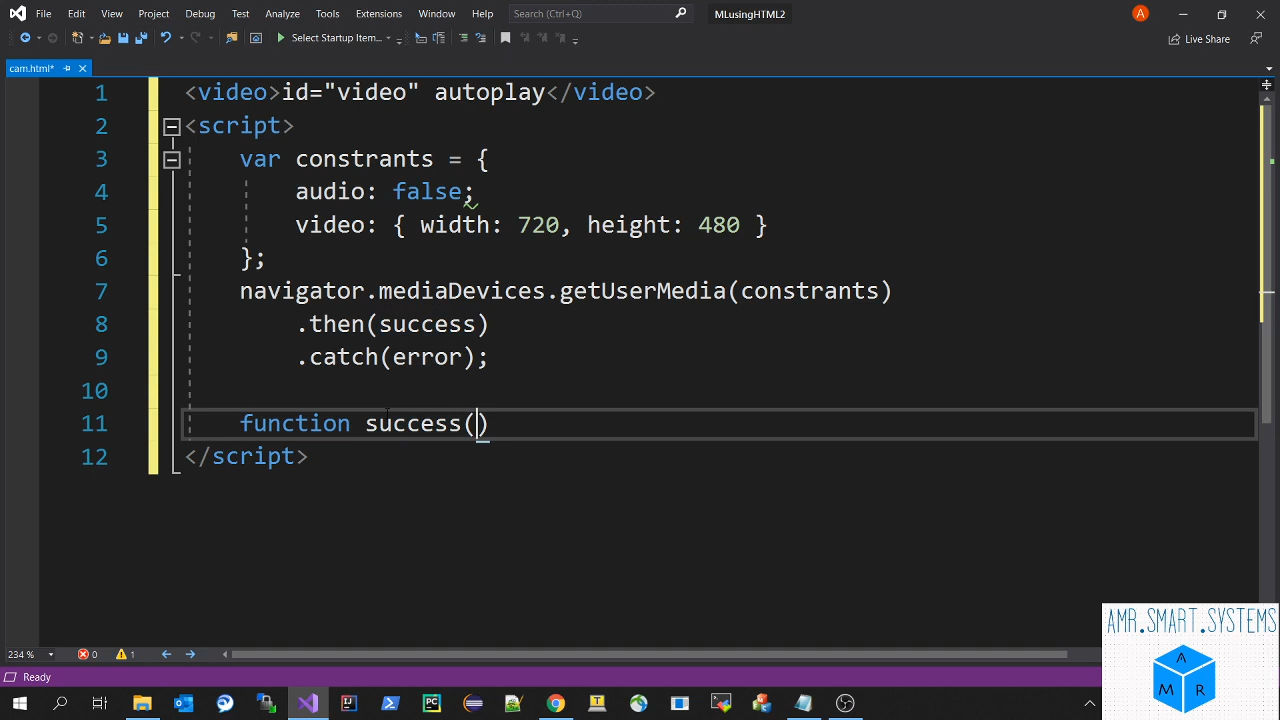 File Edit View Project Debug Test Analyze Tools Extensions Window Help Search (Ctrl+Q) MLusingHTML2 A
Select Startup Item... Live Share
cam.html*
1 <video>id="video" autoplay</video>
2 <script>
3 var constrants = {
4 audio: false;
5 video: { width: 720, height: 480 }
6 };
7 navigator.mediaDevices.getUserMedia(constrants)
8 .then(success)
9 .catch(error);
10
11 function success()
12 </script>
AMR.SMART.SYSTEMS
A
M R
234 % 0 1
Ready
PC T